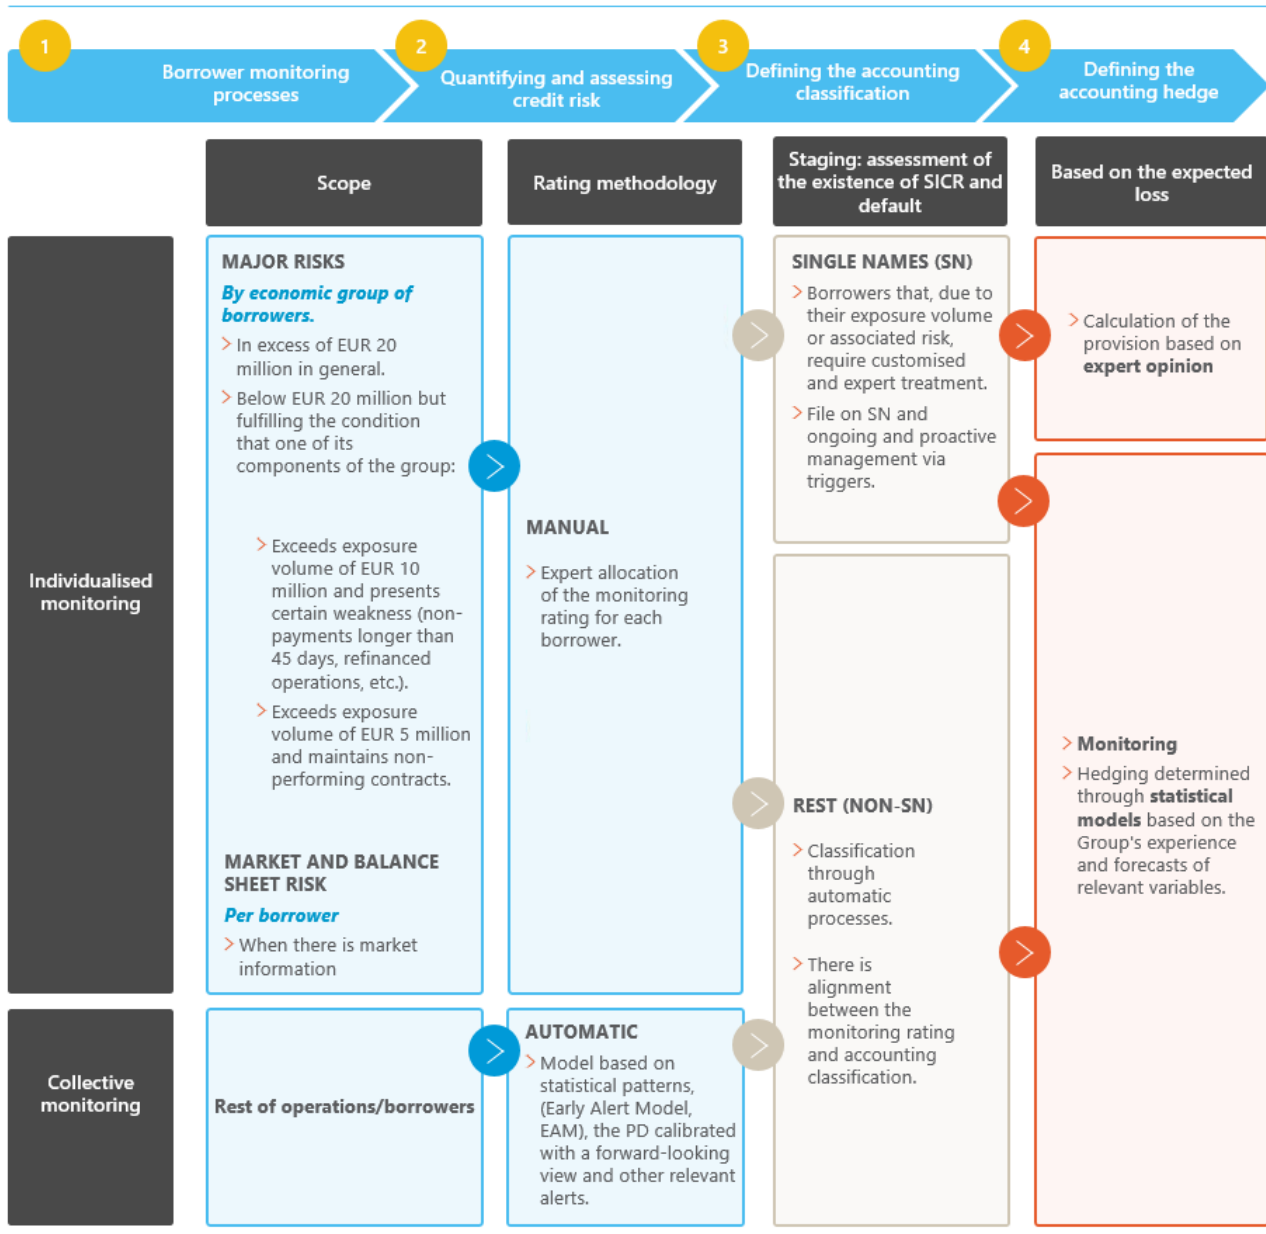 1
Borrower monitoring
processes
2
Quantifying and assessing
credit risk
3
Defining the accounting
classification
4
Defining the
accounting hedge
Scope
Rating methodology
Staging: assessment of
the existence of SICR and
default
Based on the expected
loss
Individualised
monitoring
MAJOR RISKS
By economic group of
borrowers.
In excess of EUR 20
million in general.
Below EUR 20 million but
fulfilling the condition
that one of its
components of the group:
Exceeds exposure
volume of EUR 10
million and presents
certain weakness (non-
payments longer than
45 days, refinanced
operations, etc.).
Exceeds exposure
volume of EUR 5 million
and maintains non-
performing contracts.
MARKET AND BALANCE
SHEET RISK
Per borrower
When there is market
information
MANUAL
Expert allocation
of the monitoring
rating for each
borrower.
SINGLE NAMES (SN)
Borrowers that, due to
their exposure volume
or associated risk,
require customised
and expert treatment.
File on SN and
ongoing and proactive
management via
triggers.
Calculation of the
provision based on
expert opinion
REST (NON-SN)
Classification
through
automatic
processes.
There is
alignment
between the
monitoring rating
and accounting
classification.
Monitoring
Hedging determined
through statistical
models based on the
Group's experience
and forecasts of
relevant variables.
Collective
monitoring
Rest of operations/borrowers
AUTOMATIC
Model based on
statistical patterns,
(Early Alert Model,
EAM), the PD calibrated
with a forward-looking
view and other relevant
alerts.